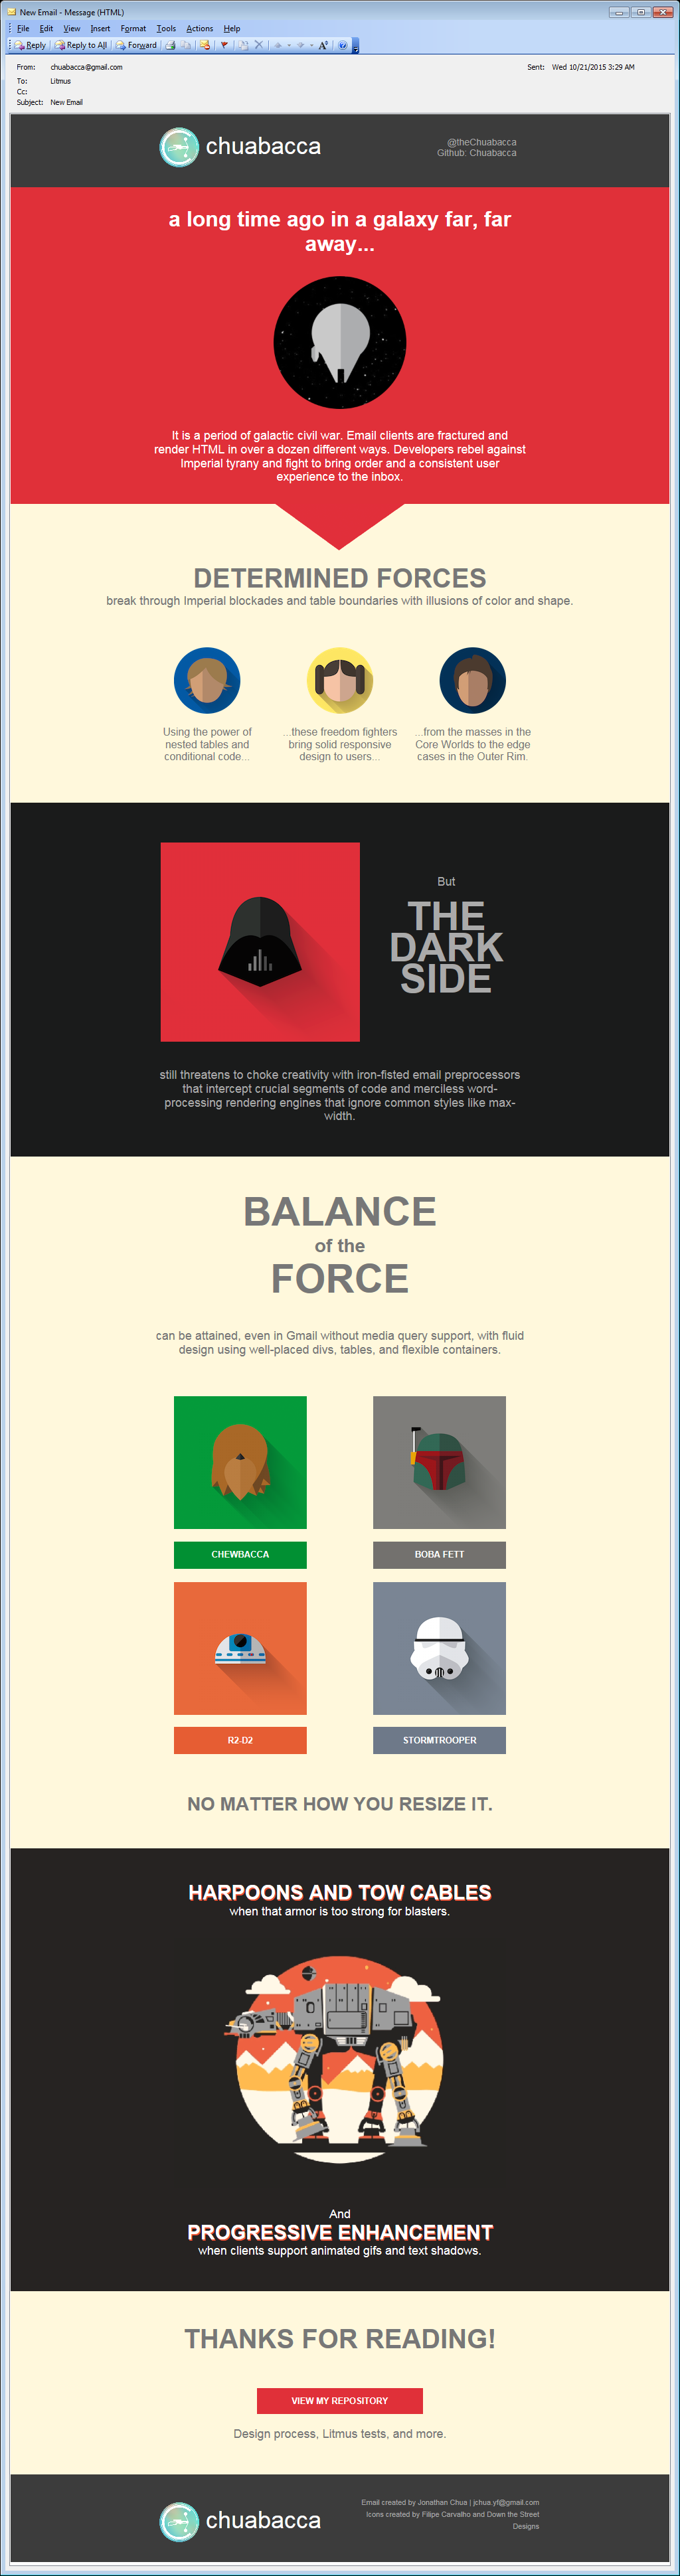 New Email - Message (HTML)
File Edit View Insert Format Tools Actions Help
Reply Reply to All Forward
From: chuabacca@gmail.com Sent: Wed 10/21/2015 3:29 AM
To: Litmus
Cc:
Subject: New Email
chuabacca
@theChuabacca
Github: Chuabacca
a long time ago in a galaxy far, far
away...
It is a period of galactic civil war. Email clients are fractured and
render HTML in over a dozen different ways. Developers rebel against
Imperial tyrany and fight to bring order and a consistent user
experience to the inbox.
DETERMINED FORCES
break through Imperial blockades and table boundaries with illusions of color and shape.
Using the power of
nested tables and
conditional code...
...these freedom fighters
bring solid responsive
design to users...
...from the masses in the
Core Worlds to the edge
cases in the Outer Rim.
But
THE
DARK
SIDE
still threatens to choke creativity with iron-fisted email preprocessors
that intercept crucial segments of code and merciless word-
processing rendering engines that ignore common styles like max-
width.
BALANCE
of the
FORCE
can be attained, even in Gmail without media query support, with fluid
design using well-placed divs, tables, and flexible containers.
CHEWBACCA
BOBA FETT
R2-D2
STORMTROOPER
NO MATTER HOW YOU RESIZE IT.
HARPOONS AND TOW CABLES
when that armor is too strong for blasters.
And
PROGRESSIVE ENHANCEMENT
when clients support animated gifs and text shadows.
THANKS FOR READING!
VIEW MY REPOSITORY
Design process, Litmus tests, and more.
chuabacca
Email created by Jonathan Chua | jchua.yf@gmail.com
Icons created by Filipe Carvalho and Down the Street
Designs